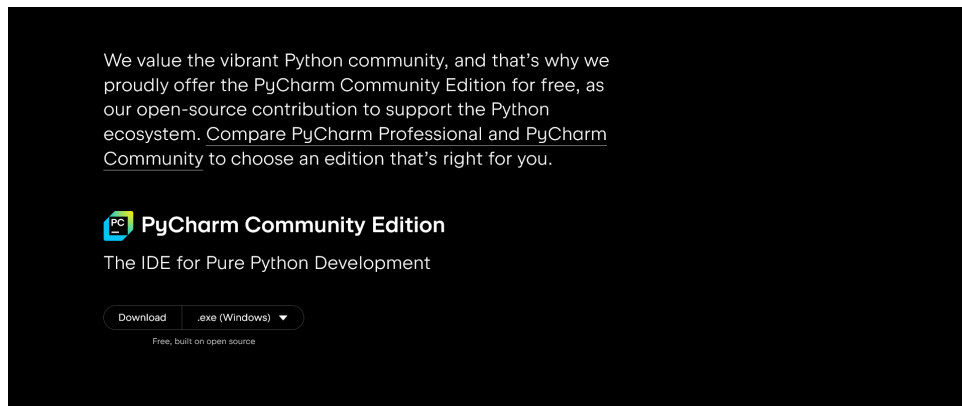 We value the vibrant Python community, and that’s why we
proudly offer the PyCharm Community Edition for free, as
our open-source contribution to support the Python
ecosystem. Compare PyCharm Professional and PyCharm
Community to choose an edition that’s right for you.
PC
PyCharm Community Edition
The IDE for Pure Python Development
Download .exe (Windows)
Free, built on open source